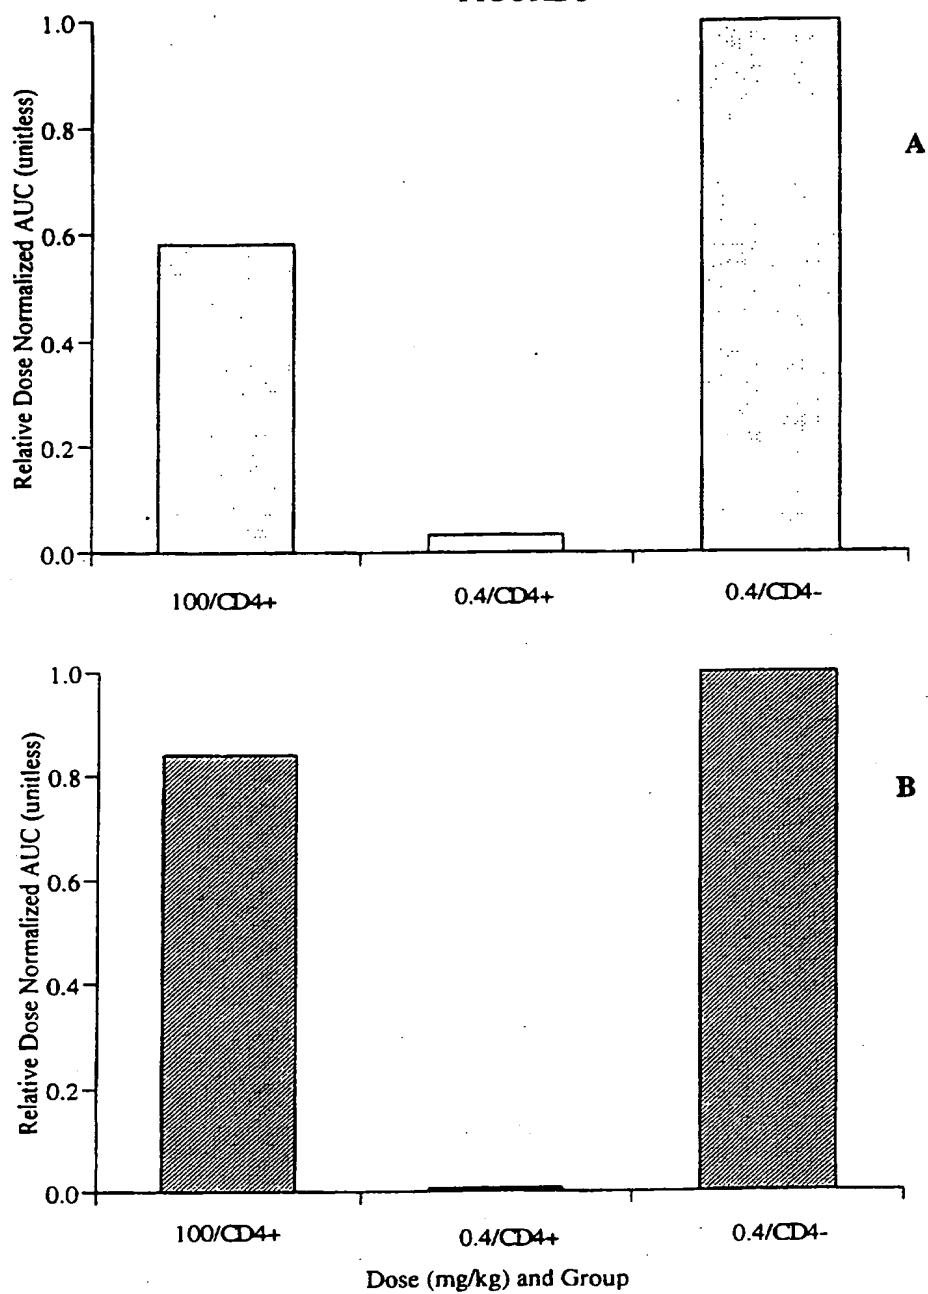 1.0
0.8
0.6
0.4
0.2
0.0
Relative Dose Normalized AUC (unitless)
A
100/CD4+
0.4/CD4+
0.4/CD4-
1.0
0.8
0.6
0.4
0.2
0.0
Relative Dose Normalized AUC (unitless)
B
100/CD4+
0.4/CD4+
0.4/CD4-
Dose (mg/kg) and Group